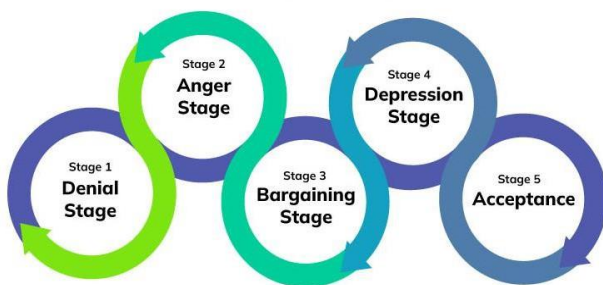 Stage 1
Denial
Stage
Stage 2
Anger
Stage
Stage 3
Bargaining
Stage
Stage 4
Depression
Stage
Stage 5
Acceptance